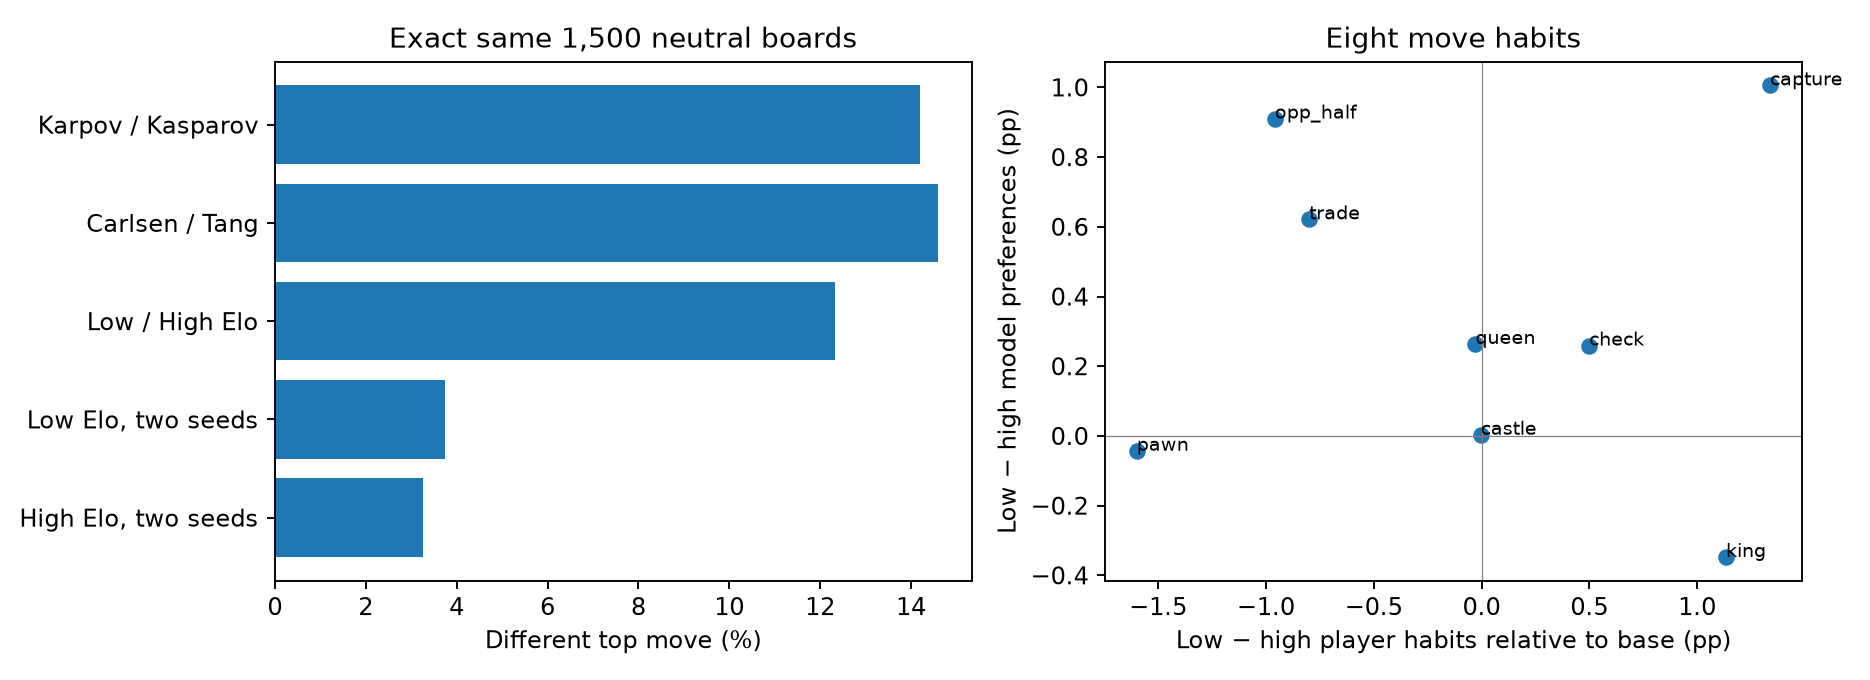 Exact same 1,500 neutral boards
Karpov / Kasparov
Carlsen / Tang
Low / High Elo
Low Elo, two seeds
High Elo, two seeds
0 2 4 6 8 10 12 14
Different top move (%)
Eight move habits
Low − high model preferences (pp)
1.0
0.8
0.6
0.4
0.2
0.0
−0.2
−0.4
capture
opp_half
trade
queen
check
castle
pawn
king
−1.5 −1.0 −0.5 0.0 0.5 1.0
Low − high player habits relative to base (pp)